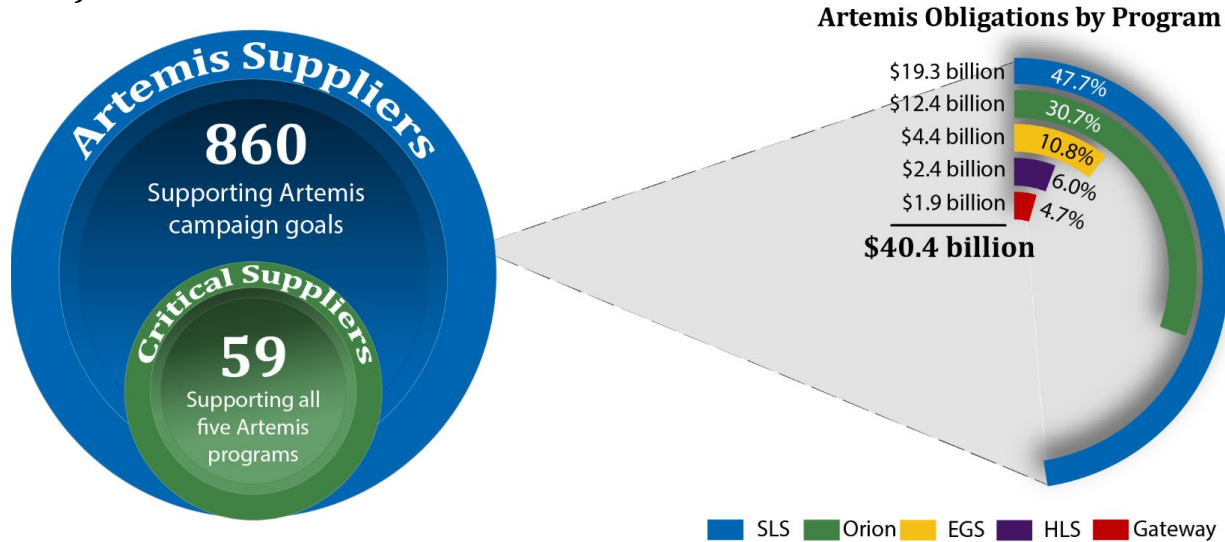 Artemis Suppliers
860
Supporting Artemis
campaign goals
Critical Suppliers
59
Supporting all
five Artemis
programs
Artemis Obligations by Program
$19.3 billion 47.7%
$12.4 billion 30.7%
$4.4 billion 10.8%
$2.4 billion 6.0%
$1.9 billion 4.7%
$40.4 billion
SLS Orion EGS HLS Gateway